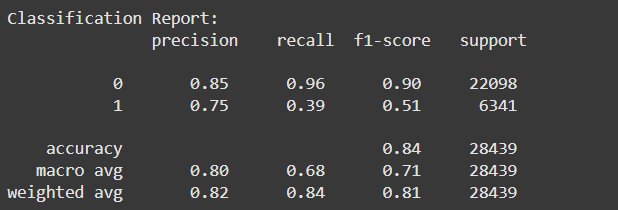 Classification Report:
precision recall f1-score support
0 0.85 0.96 0.90 22098
1 0.75 0.39 0.51 6341
accuracy 0.84 28439
macro avg 0.80 0.68 0.71 28439
weighted avg 0.82 0.84 0.81 28439